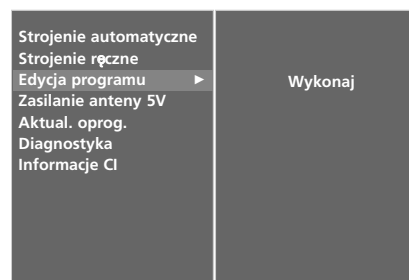 Strojenie automatyczne
Strojenie ręczne
Edycja programu ►
Wykonaj
Zasilanie anteny 5V
Aktual. oprog.
Diagnostyka
Informacje CI